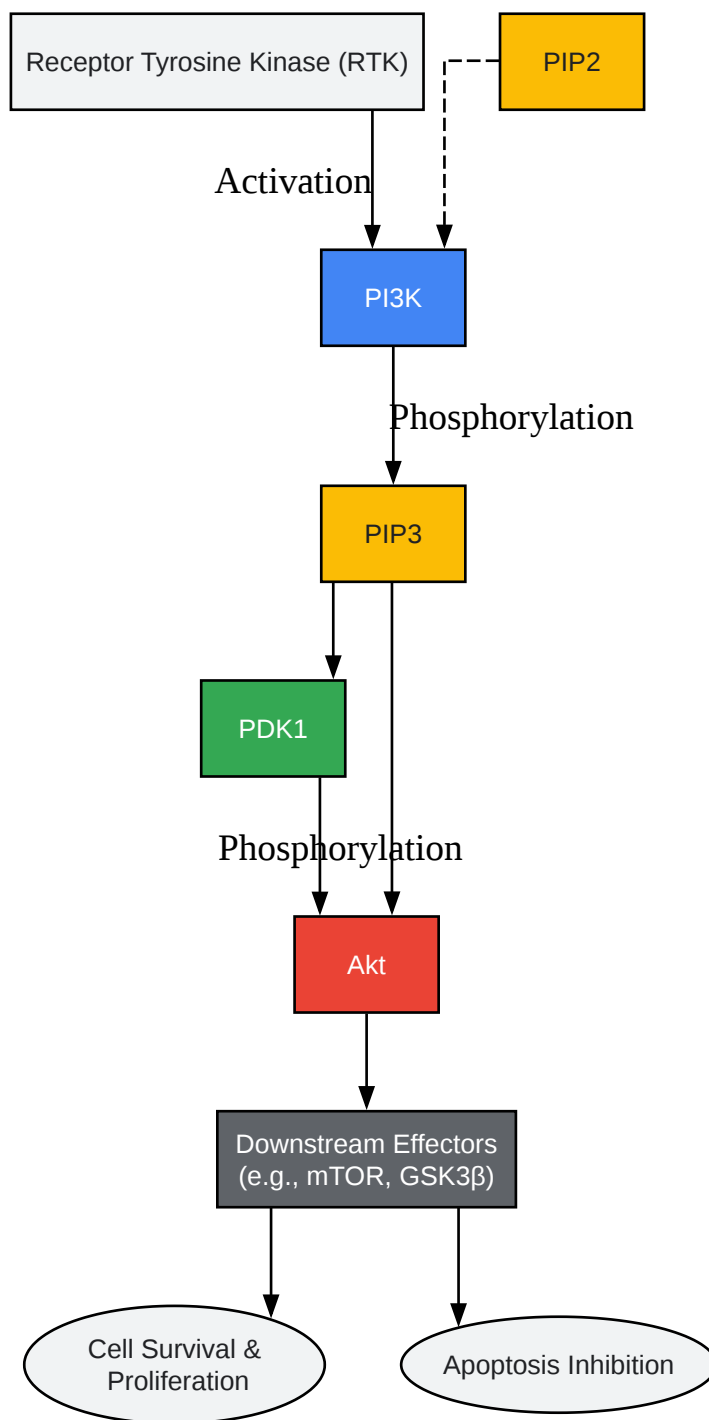 Receptor Tyrosine Kinase (RTK)
PIP2
Activation
PI3K
Phosphorylation
PIP3
PDK1
Phosphorylation
Akt
Downstream Effectors
(e.g., mTOR, GSK3β)
Cell Survival &
Proliferation
Apoptosis Inhibition